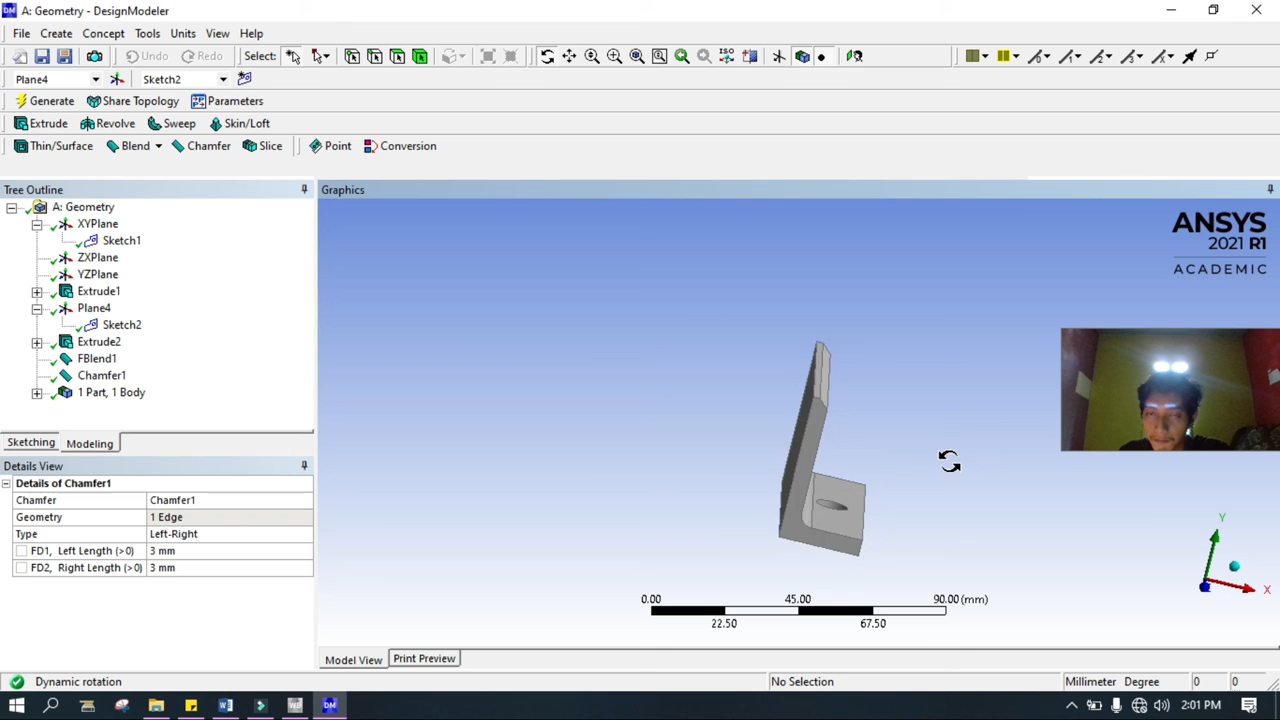 A: Geometry - DesignModeler
File Create Concept Tools Units View Help
Undo Redo Select: ISO
Plane4 Sketch2
Generate Share Topology Parameters
Extrude Revolve Sweep Skin/Loft
Thin/Surface Blend Chamfer Slice Point Conversion
Tree Outline
A: Geometry
XYPlane
Sketch1
ZXPlane
YZPlane
Extrude1
Plane4
Sketch2
Extrude2
FBlend1
Chamfer1
1 Part, 1 Body
Sketching Modeling
Details View
Details of Chamfer1
Chamfer Chamfer1
Geometry 1 Edge
Type Left-Right
FD1, Left Length (>0) 3 mm
FD2, Right Length (>0) 3 mm
Graphics
ANSYS
2021 R1
ACADEMIC
Y
X
0.00 45.00 90.00 (mm)
22.50 67.50
Model View Print Preview
Dynamic rotation No Selection Millimeter Degree 0 0
2:01 PM